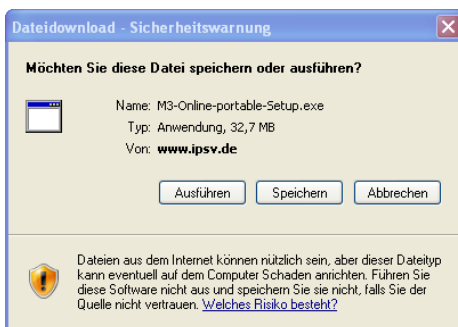 Dateidownload - Sicherheitswarnung
Möchten Sie diese Datei speichern oder ausführen?
Name: M3-Online-portable-Setup.exe
Typ: Anwendung, 32,7 MB
Von: www.ipsv.de
Ausführen Speichern Abbrechen
Dateien aus dem Internet können nützlich sein, aber dieser Dateityp
kann eventuell auf dem Computer Schaden anrichten. Führen Sie
diese Software nicht aus und speichern Sie sie nicht, falls Sie der
Quelle nicht vertrauen. Welches Risiko besteht?